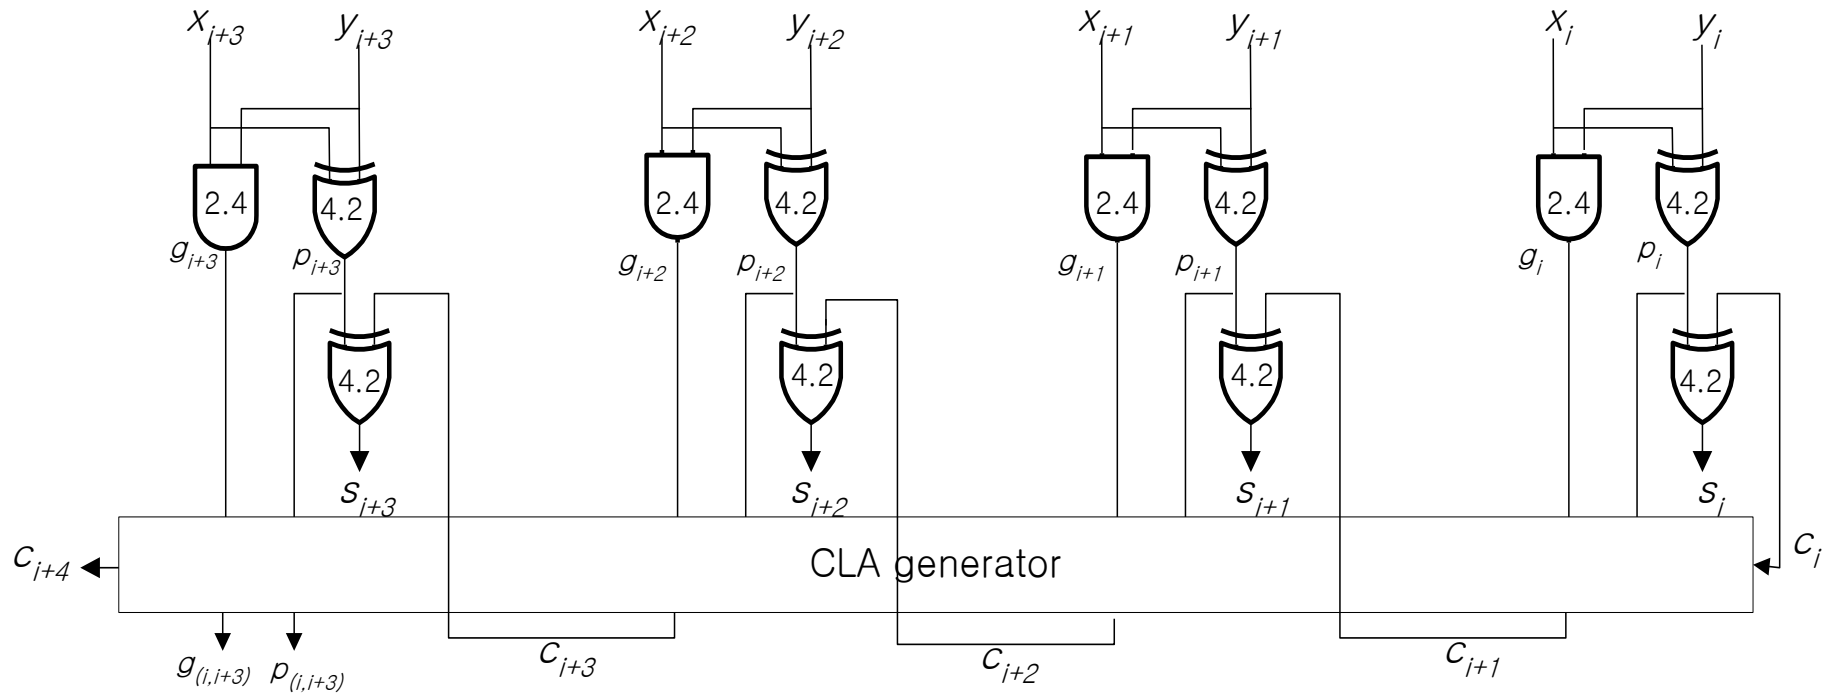 x_{i+3} y_{i+3} x_{i+2} y_{i+2} x_{i+1} y_{i+1} x_i y_i
2.4 4.2 2.4 4.2 2.4 4.2 2.4 4.2
g_{i+3} p_{i+3} g_{i+2} p_{i+2} g_{i+1} p_{i+1} g_i p_i
4.2 4.2 4.2 4.2
s_{i+3} s_{i+2} s_{i+1} s_i
c_{i+4} CLA generator c_i
c_{i+3} c_{i+2} c_{i+1}
g_{(i,i+3)} p_{(i,i+3)}